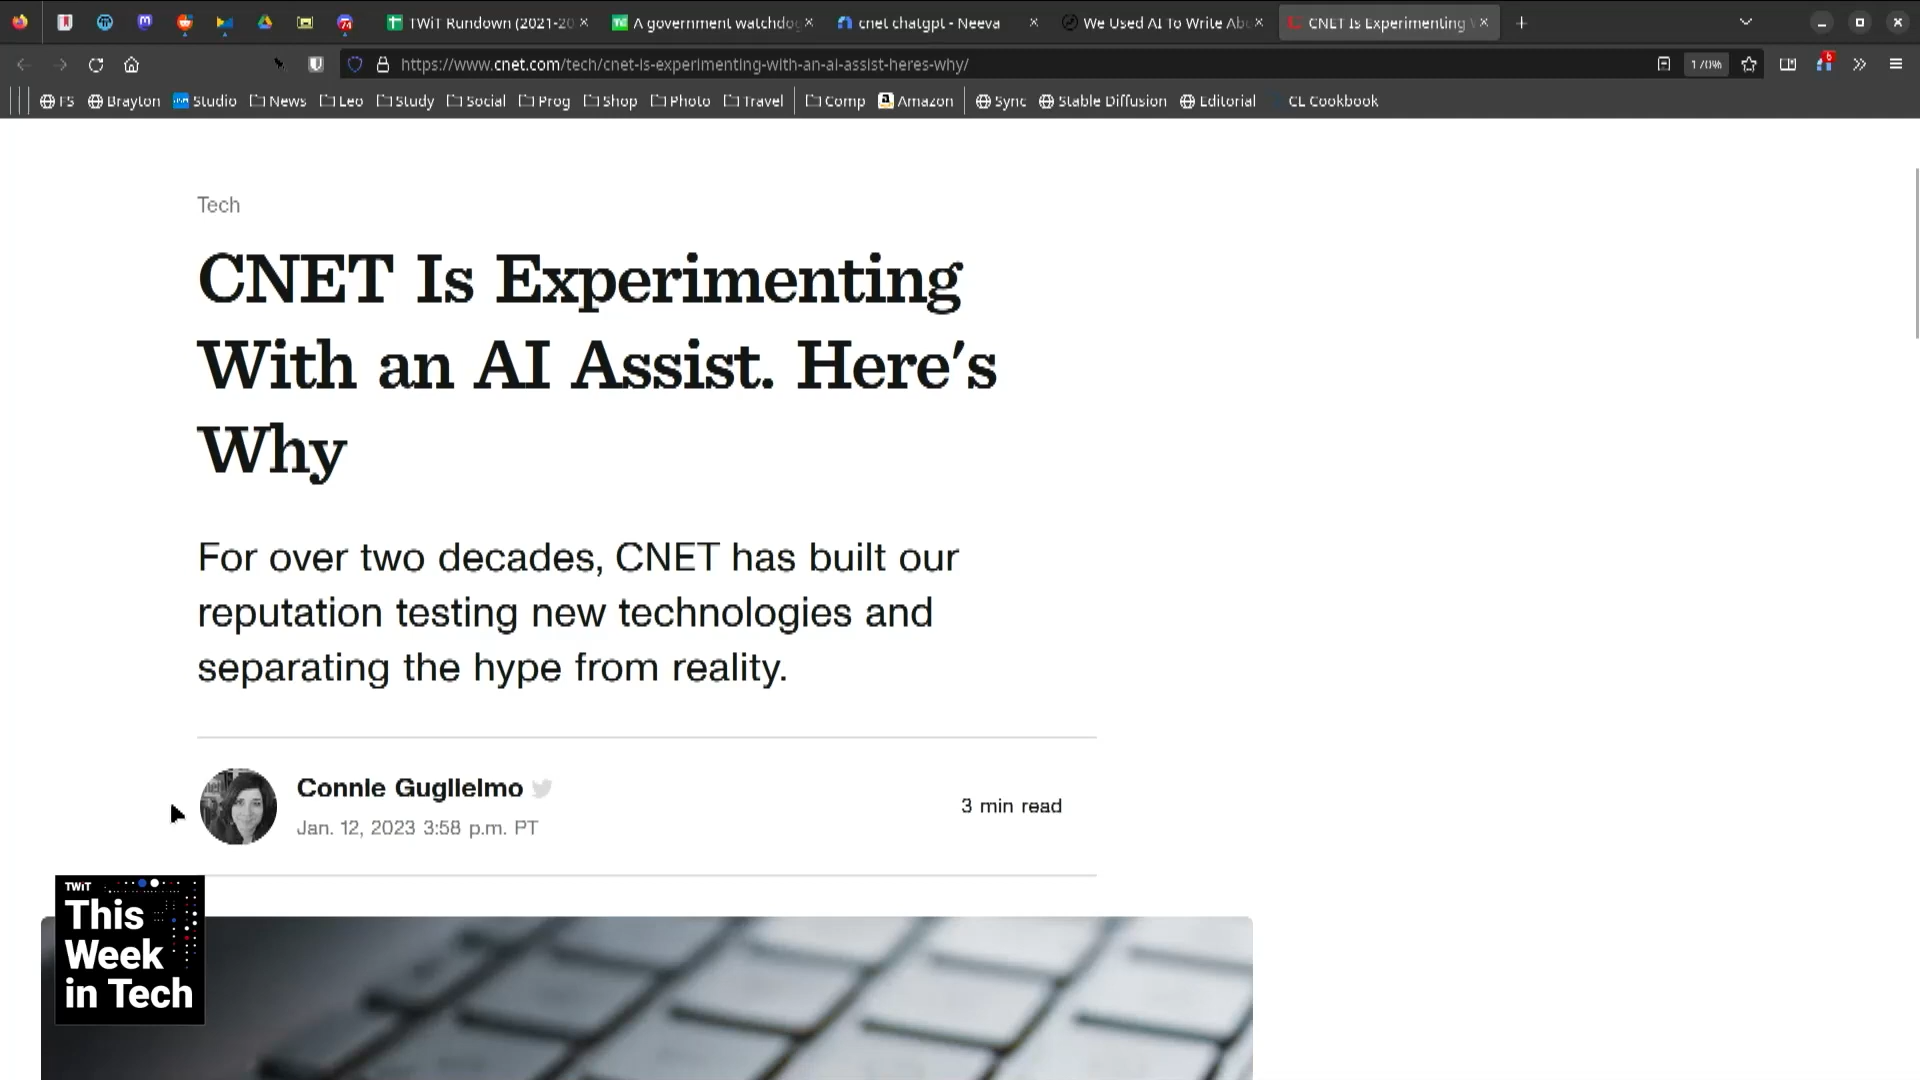 TWiT Rundown (2021-20
A government watchdo
cnet chatgpt - Neeva
We Used AI To Write Ab
CNET Is Experimenting
https://www.cnet.com/tech/cnet-is-experimenting-with-an-ai-assist-heres-why/
170%
6
FS
Brayton
Studio
News
Leo
Study
Social
Prog
Shop
Photo
Travel
Comp
Amazon
Sync
Stable Diffusion
Editorial
CL Cookbook
Tech
CNET Is Experimenting
With an AI Assist. Here's
Why
For over two decades, CNET has built our
reputation testing new technologies and
separating the hype from reality.
Connie Guglielmo
3 min read
Jan. 12, 2023 3:58 p.m. PT
TWiT
This
Week
in Tech